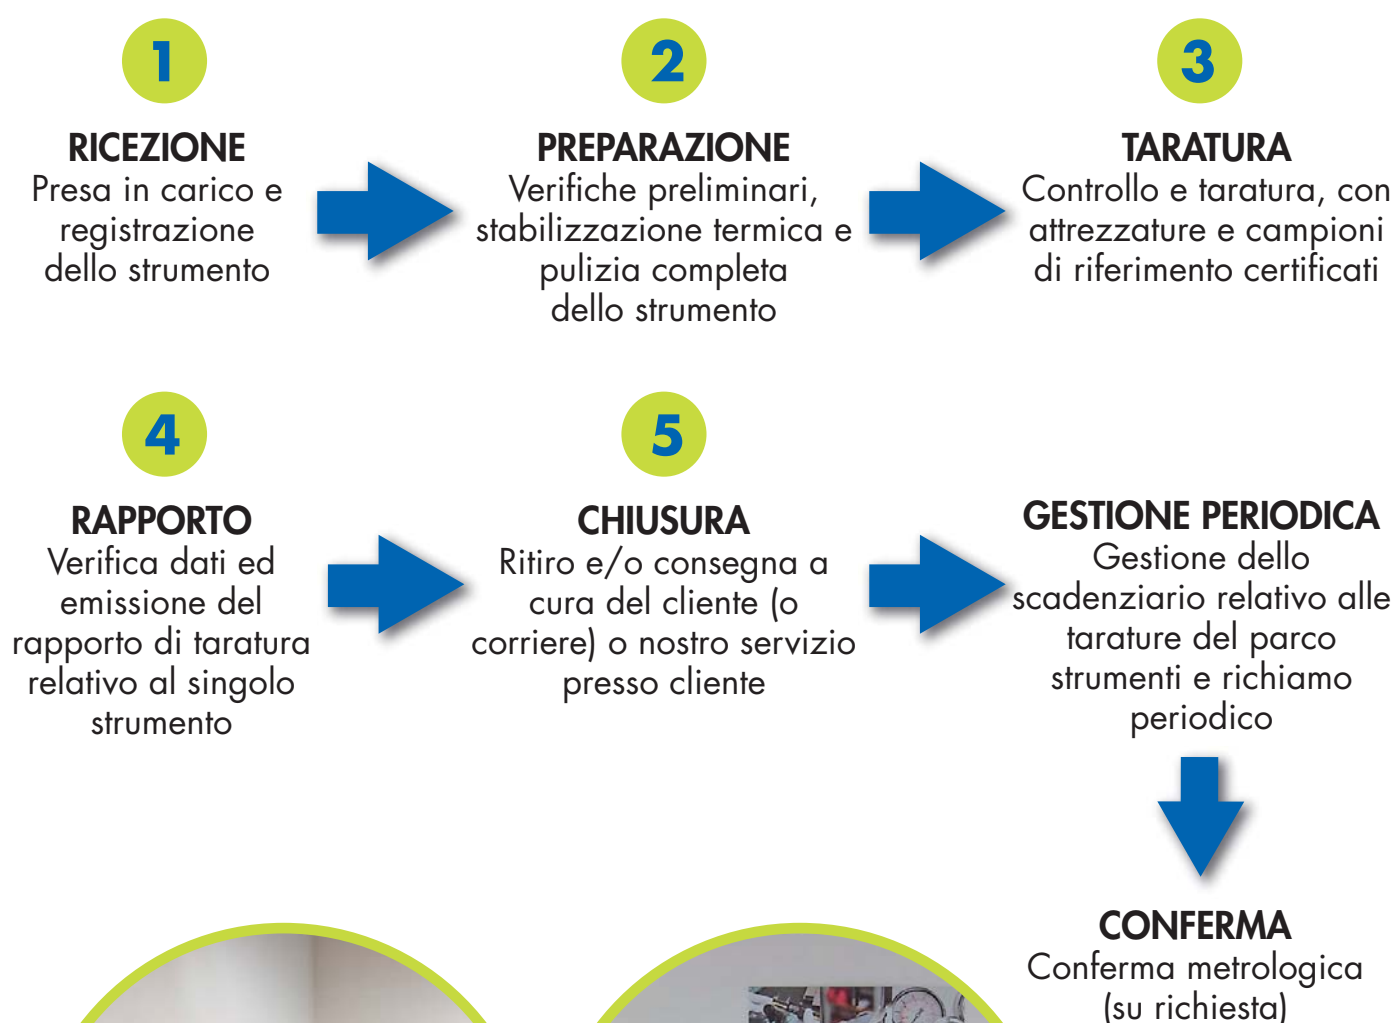 1
RICEZIONE
Presa in carico e
registrazione
dello strumento
2
PREPARAZIONE
Verifiche preliminari,
stabilizzazione termica e
pulizia completa
dello strumento
3
TARATURA
Controllo e taratura, con
attrezzature e campioni
di riferimento certificati
4
RAPPORTO
Verifica dati ed
emissione del
rapporto di taratura
relativo al singolo
strumento
5
CHIUSURA
Ritiro e/o consegna a
cura del cliente (o
corriere) o nostro servizio
presso cliente
GESTIONE PERIODICA
Gestione dello
scadenziario relativo alle
tarature del parco
strumenti e richiamo
periodico
CONFERMA
Conferma metrologica
(su richiesta)